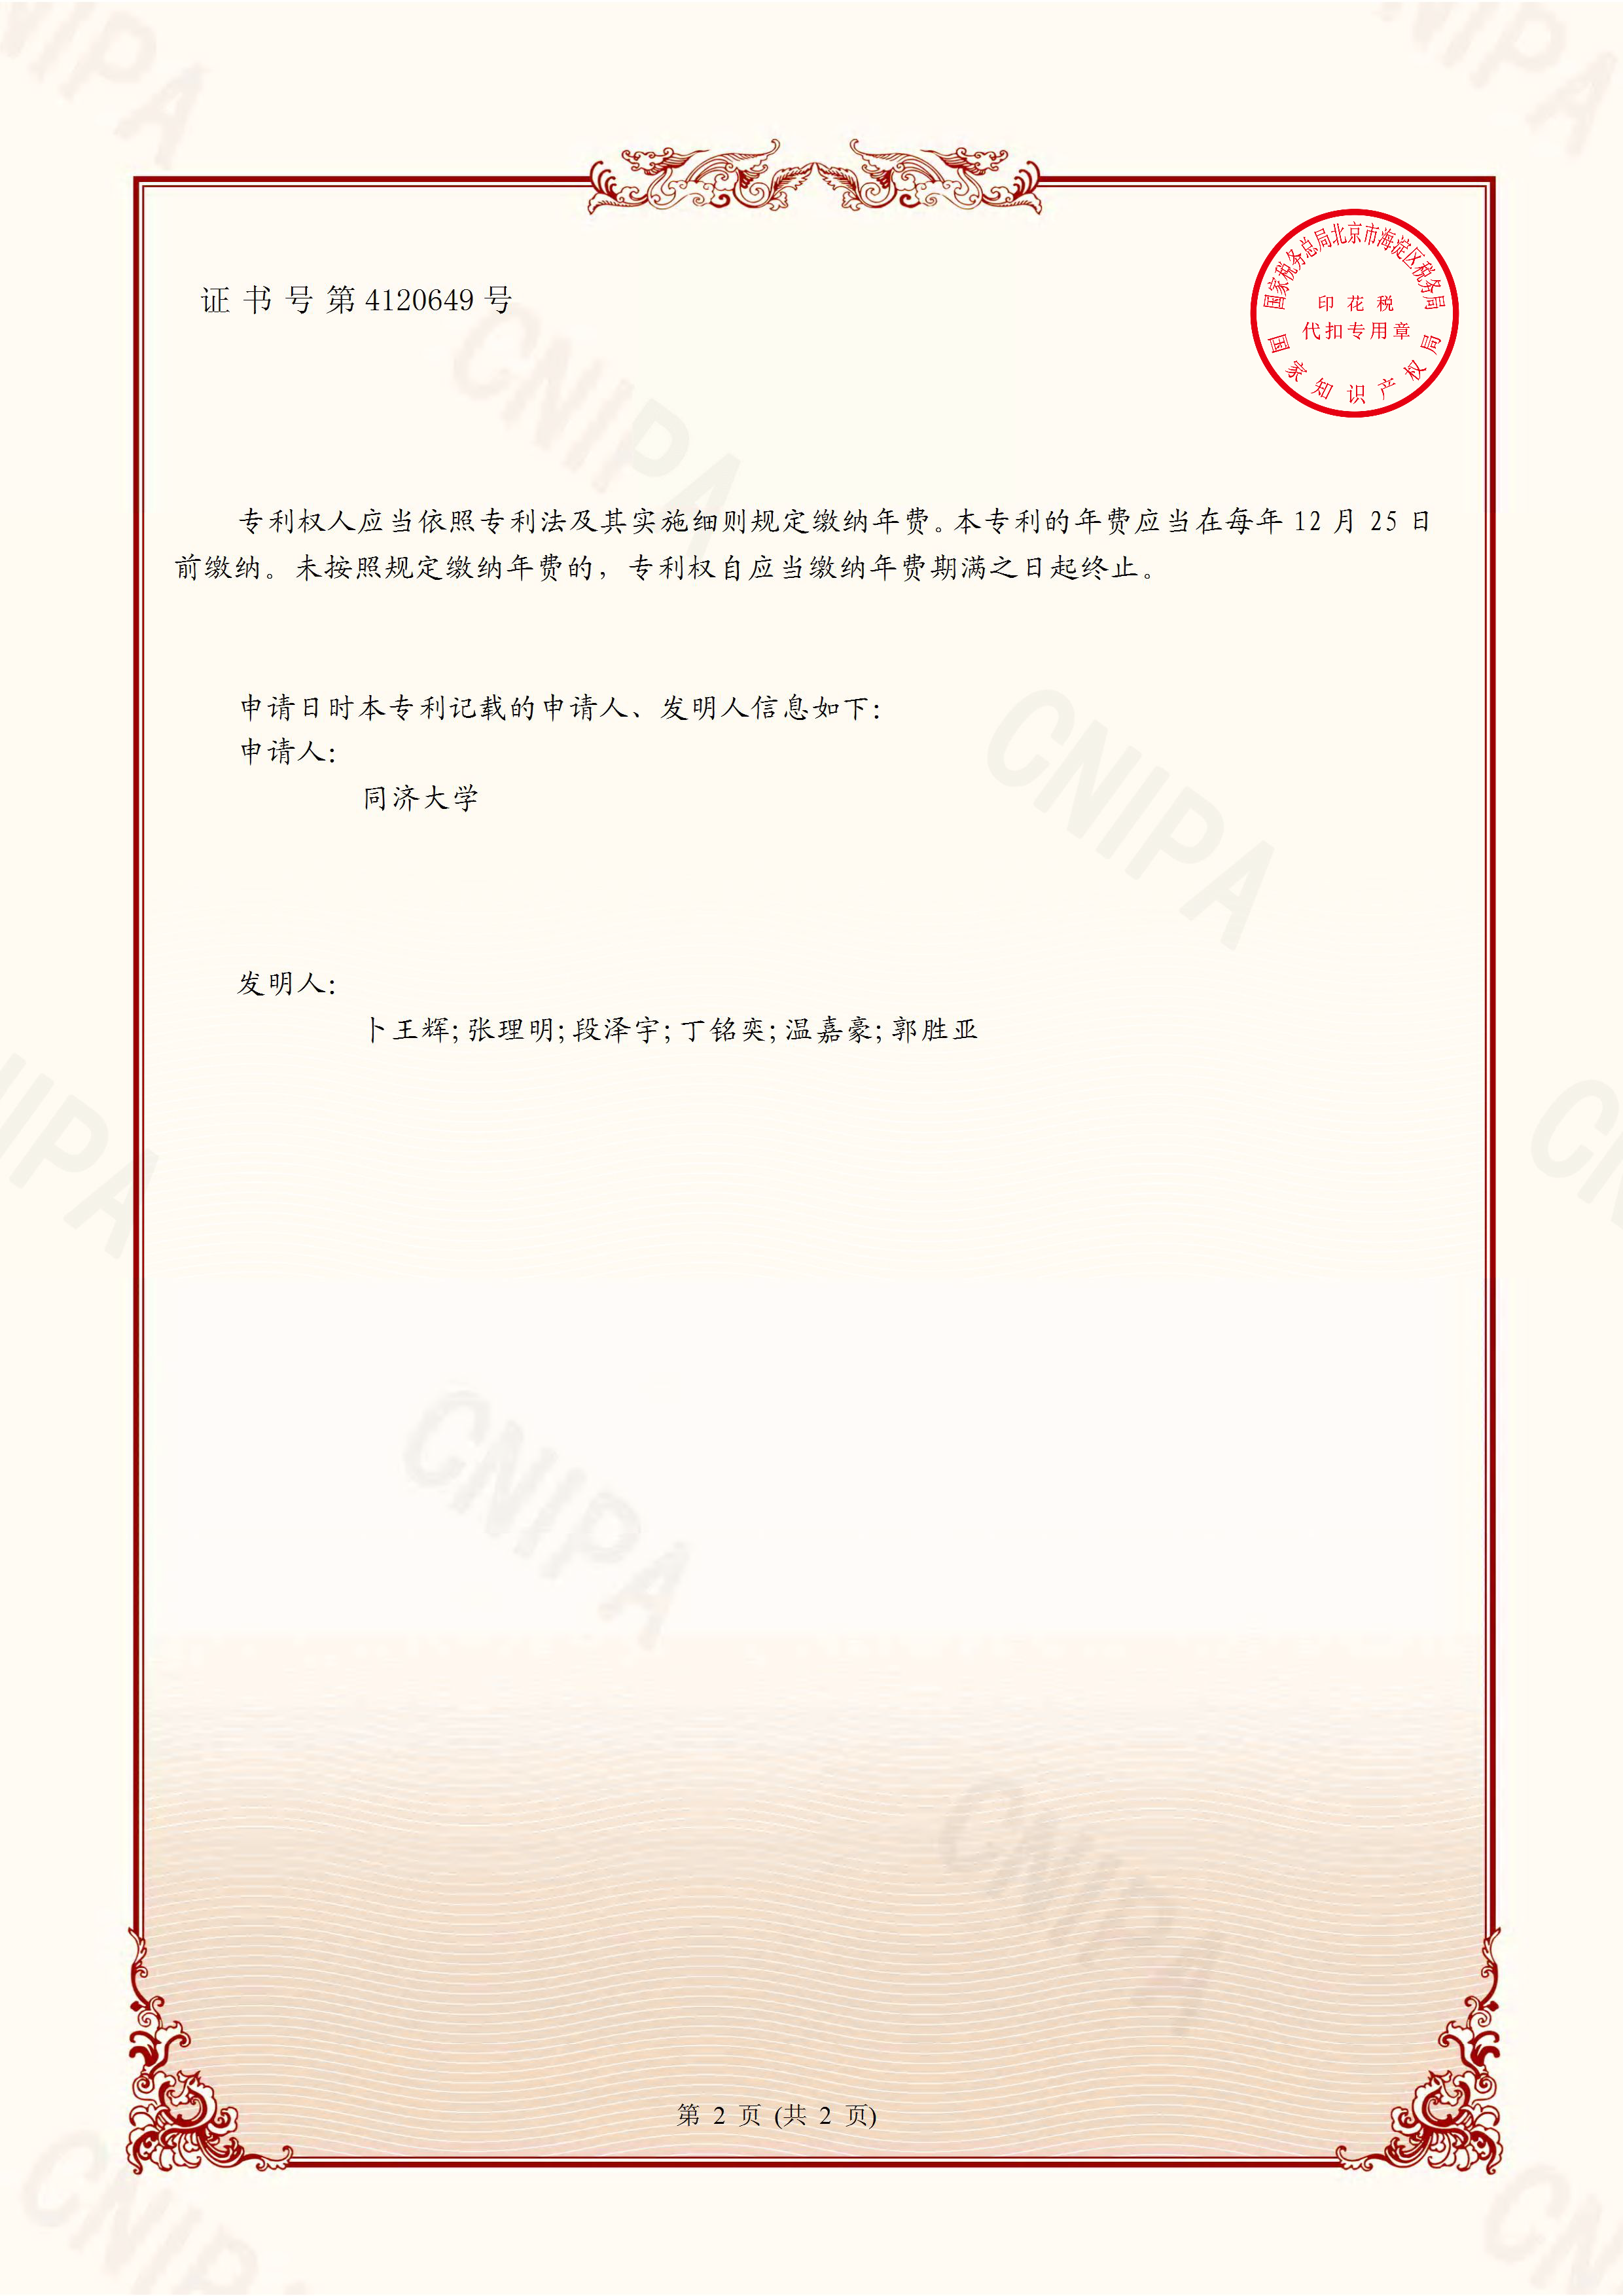 证书号第4120649号
国家税务总局北京市海淀区税务局
印花税
代扣专用章
国家知识产权局
专利权人应当依照专利法及其实施细则规定缴纳年费。本专利的年费应当在每年12月25日
前缴纳。未按照规定缴纳年费的，专利权自应当缴纳年费期满之日起终止。
申请日时本专利记载的申请人、发明人信息如下：
申请人：
同济大学
发明人：
卜王辉;张理明;段泽宇;丁铭奕;温嘉豪;郭胜亚
第 2 页 (共 2 页)
CNIPA
CNIPA
CNIPA
CNIPA